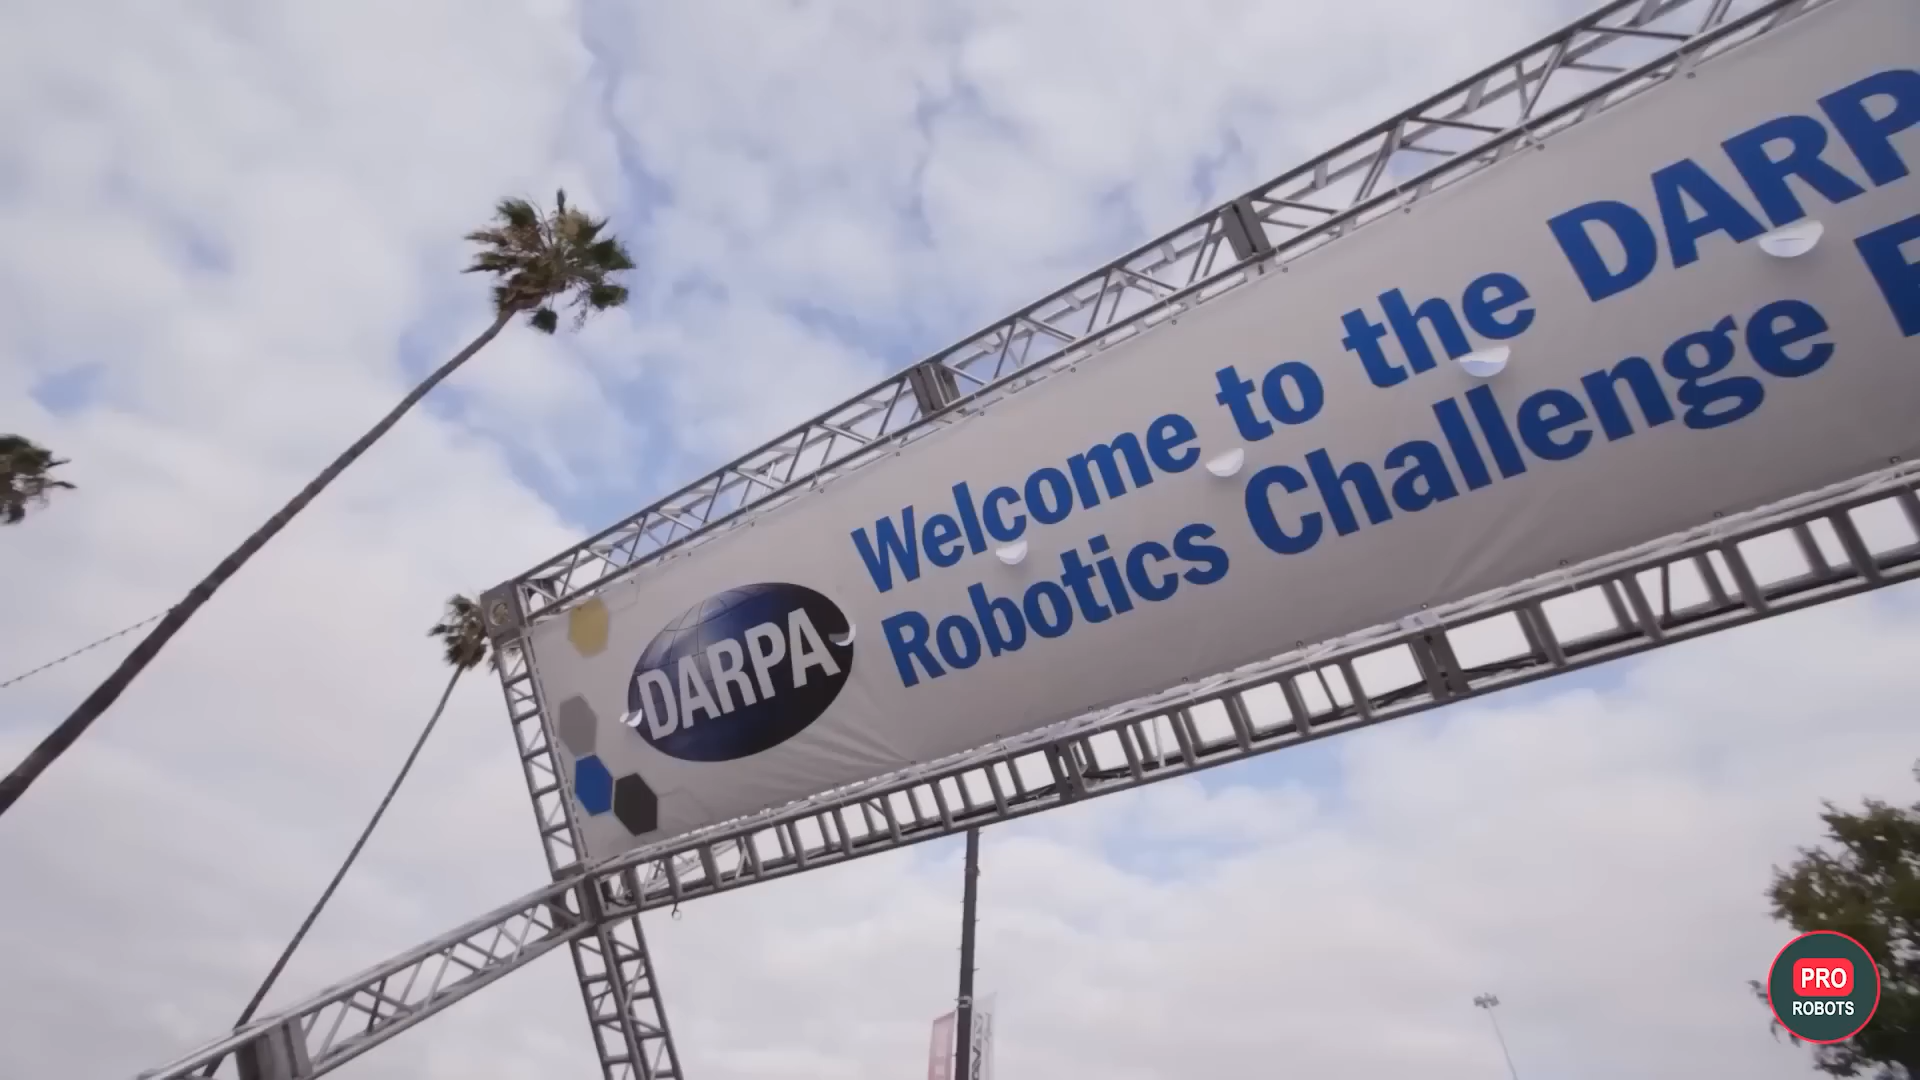 Welcome to the DARP
Robotics Challenge
DARPA
PRO
ROBOTS